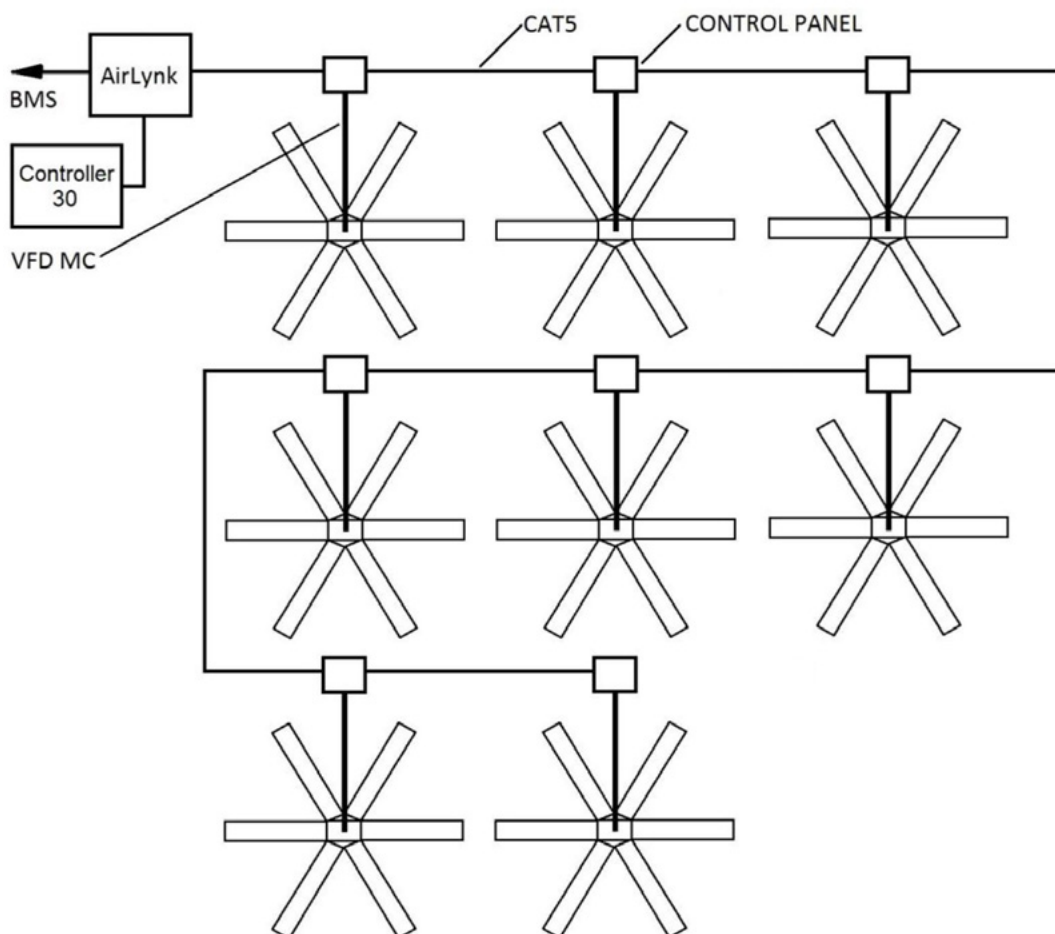 CAT5
CONTROL PANEL
AirLynk
BMS
Controller
30
VFD MC